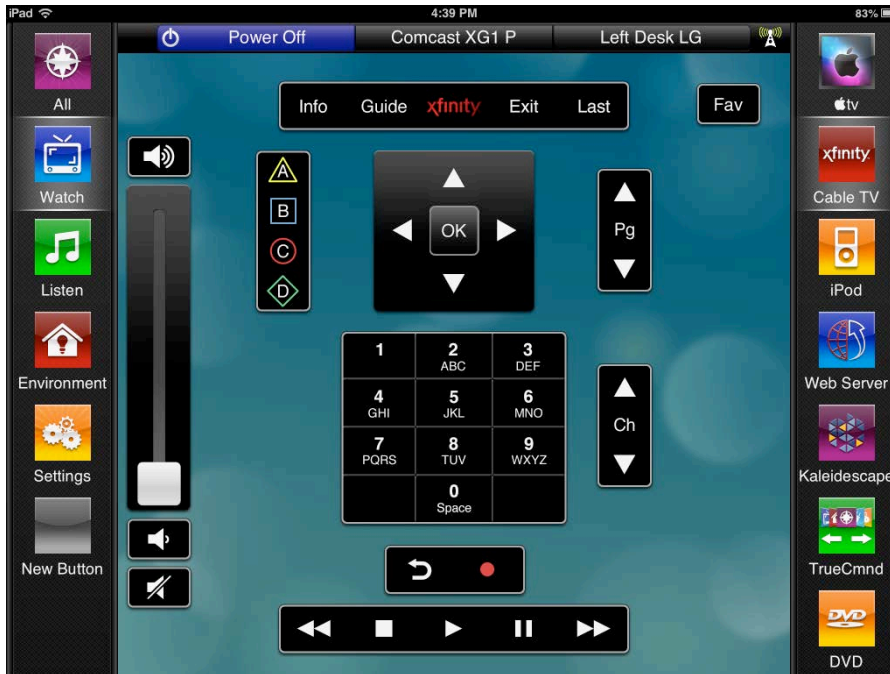 iPad 4:39 PM 83%
Power Off Comcast XG1 P Left Desk LG
All
Watch
Listen
Environment
Settings
New Button
Info Guide xfinity Exit Last Fav
A
B
C
D
OK
Pg
1 2 3
ABC DEF
4 5 6
GHI JKL MNO
7 8 9
PQRS TUV WXYZ
0
Space
Ch
tv
xfinity
Cable TV
iPod
Web Server
Kaleidescape
TrueCmnd
DVD
DVD